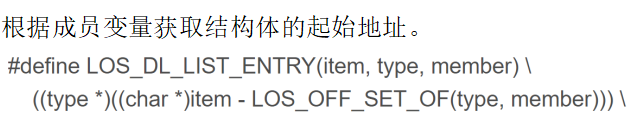 根据成员变量获取结构体的起始地址。
#define LOS_DL_LIST_ENTRY(item, type, member) \
((type *)((char *)item - LOS_OFF_SET_OF(type, member))) \